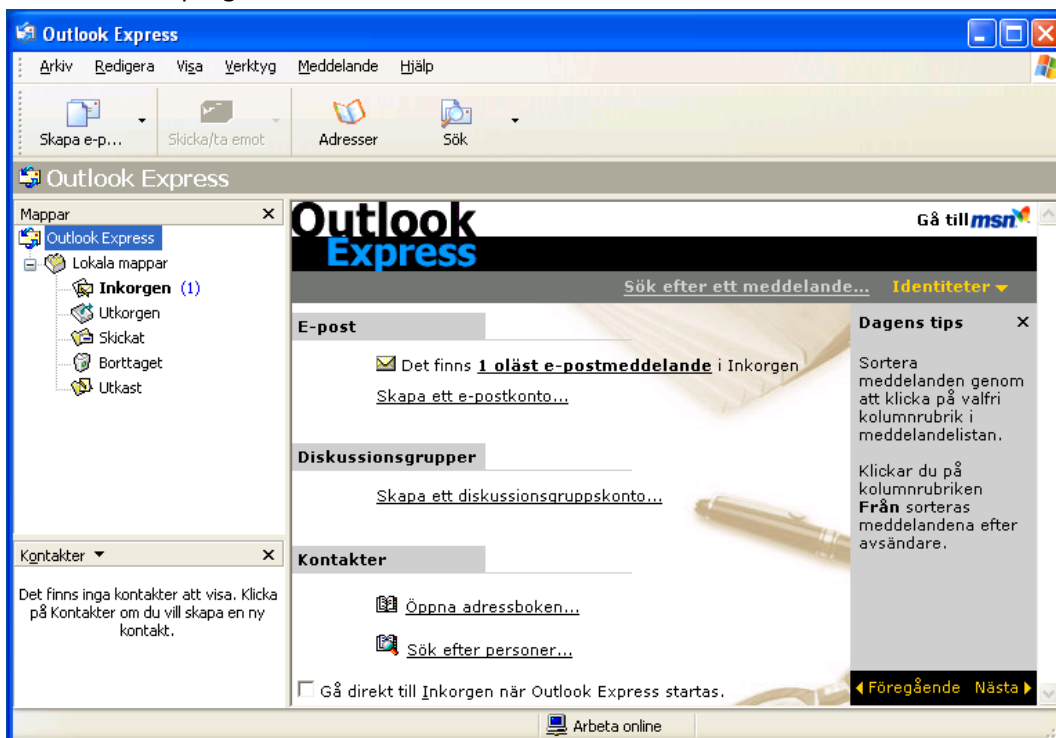 Outlook Express
Arkiv Redigera Visa Verktyg Meddelande Hjälp
Skapa e-p... Skicka/ta emot Adresser Sök
Outlook Express
Mappar
Outlook Express
Lokala mappar
Inkorgen (1)
Utkorgen
Skickat
Borttaget
Utkast
Kontakter
Det finns inga kontakter att visa. Klicka
på Kontakter om du vill skapa en ny
kontakt.
Outlook
Express
Gå till msn
Sök efter ett meddelande... Identiteter
E-post
Det finns 1 oläst e-postmeddelande i Inkorgen
Skapa ett e-postkonto...
Diskussionsgrupper
Skapa ett diskussionsgruppskonto...
Kontakter
Öppna adressboken...
Sök efter personer...
Gå direkt till Inkorgen när Outlook Express startas.
Dagens tips
Sortera
meddelanden genom
att klicka på valfri
kolumnrubrik i
meddelandelistan.
Klickar du på
kolumnrubriken
Från sorteras
meddelandena efter
avsändare.
Föregående Nästa
Arbeta online